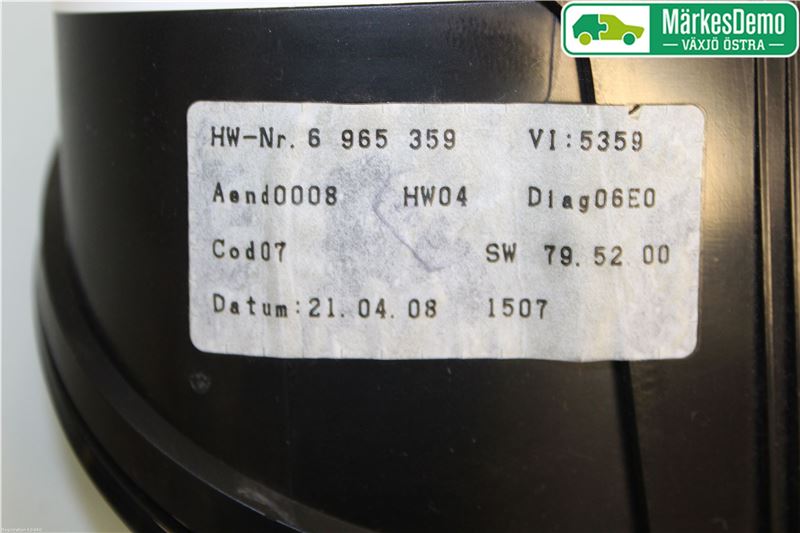 MärkesDemo
VÄXJÖ ÖSTRA
HW-Nr. 6 965 359 VI:5359
Aend0008 HW04 Diag06E0
Cod07 SW 79.52.00
Datum:21.04.08 1507